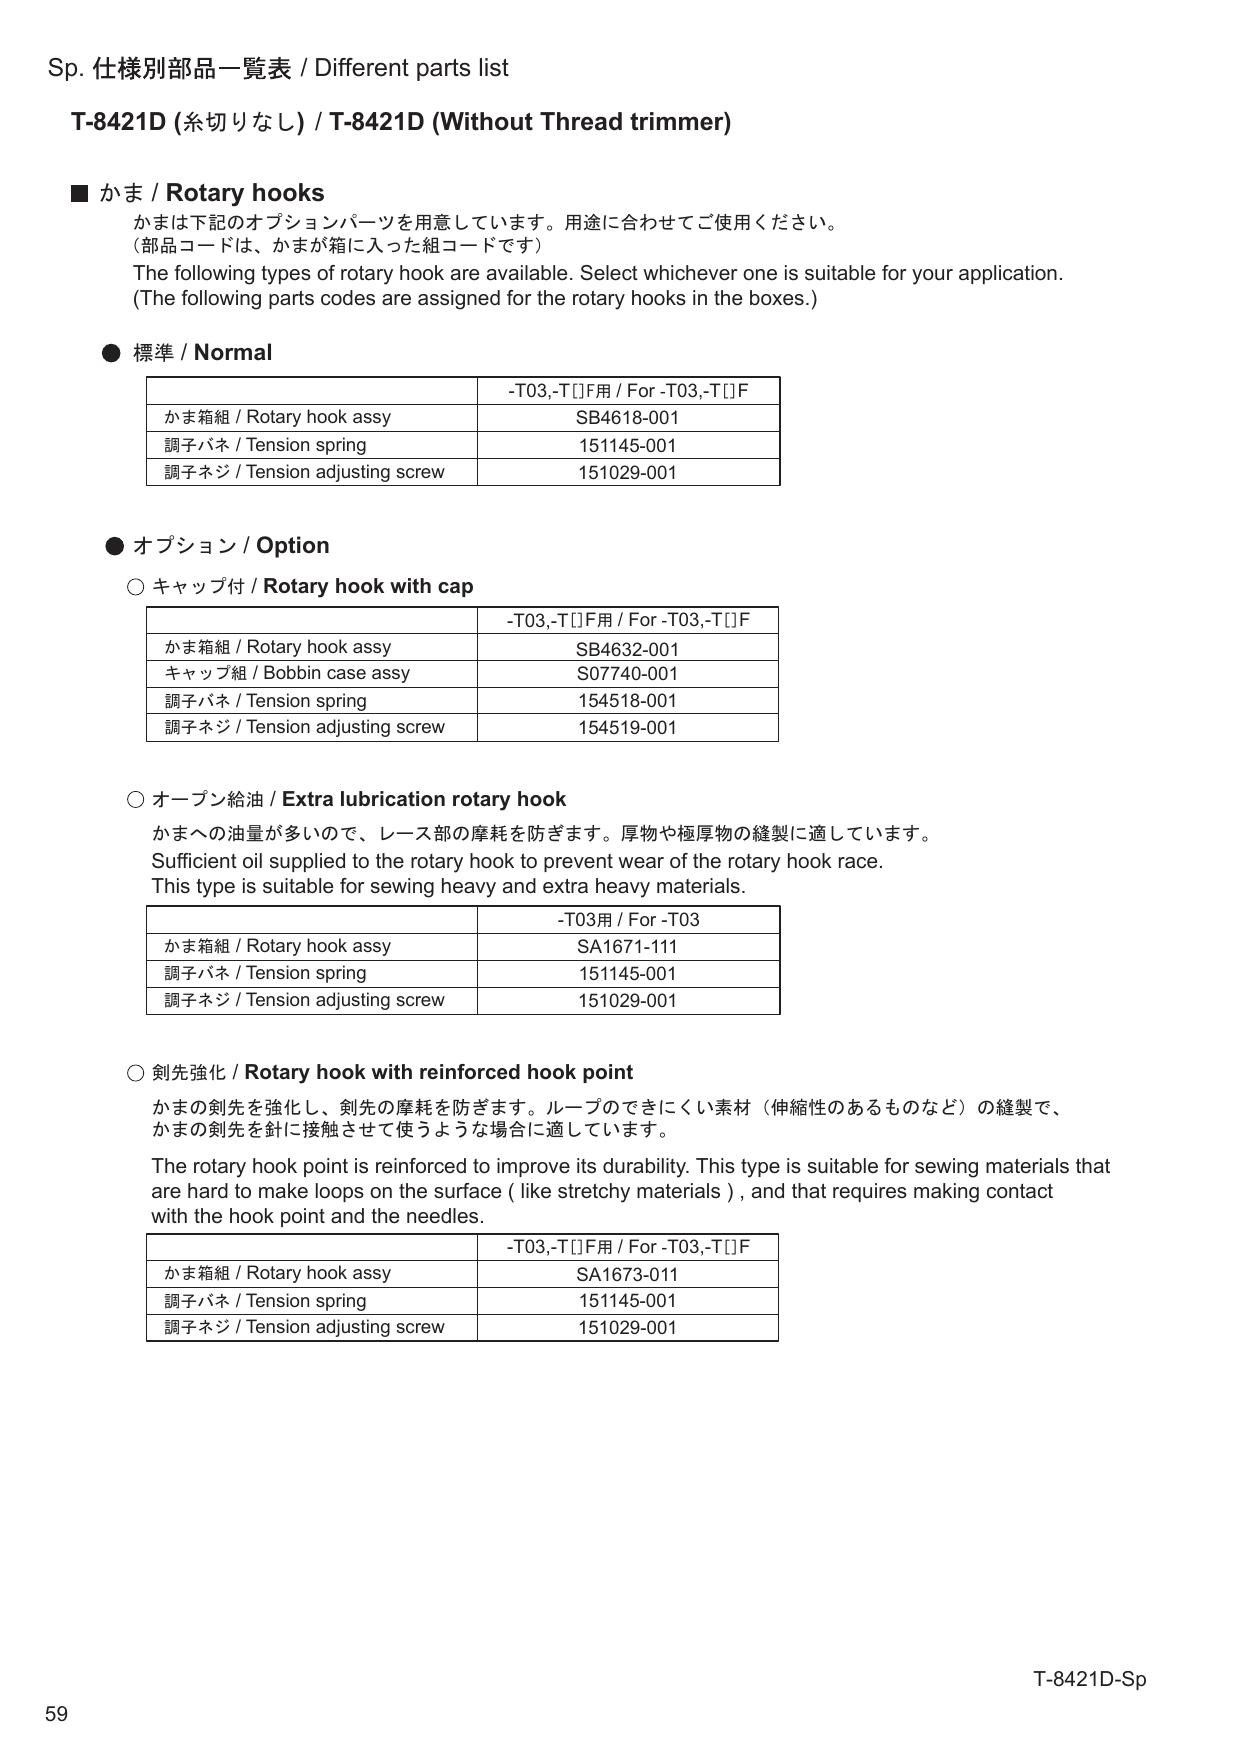 Sp. 仕様別部品一覧表 / Different parts list
T-8421D (糸切りなし) / T-8421D (Without Thread trimmer)
■ かま / Rotary hooks
かまは下記のオプションパーツを用意しています。用途に合わせてご使用ください。
（部品コードは、かまが箱に入った組コードです）
The following types of rotary hook are available. Select whichever one is suitable for your application.
(The following parts codes are assigned for the rotary hooks in the boxes.)
● 標準 / Normal
-T03,-T[]F用 / For -T03,-T[]F
かま箱組 / Rotary hook assy SB4618-001
調子バネ / Tension spring 151145-001
調子ネジ / Tension adjusting screw 151029-001
● オプション / Option
○ キャップ付 / Rotary hook with cap
-T03,-T[]F用 / For -T03,-T[]F
かま箱組 / Rotary hook assy SB4632-001
キャップ組 / Bobbin case assy S07740-001
調子バネ / Tension spring 154518-001
調子ネジ / Tension adjusting screw 154519-001
○ オープン給油 / Extra lubrication rotary hook
かまへの油量が多いので、レース部の摩耗を防ぎます。厚物や極厚物の縫製に適しています。
Sufficient oil supplied to the rotary hook to prevent wear of the rotary hook race.
This type is suitable for sewing heavy and extra heavy materials.
-T03用 / For -T03
かま箱組 / Rotary hook assy SA1671-111
調子バネ / Tension spring 151145-001
調子ネジ / Tension adjusting screw 151029-001
○ 剣先強化 / Rotary hook with reinforced hook point
かまの剣先を強化し、剣先の摩耗を防ぎます。ループのできにくい素材（伸縮性のあるものなど）の縫製で、
かまの剣先を針に接触させて使うような場合に適しています。
The rotary hook point is reinforced to improve its durability. This type is suitable for sewing materials that
are hard to make loops on the surface ( like stretchy materials ) , and that requires making contact
with the hook point and the needles.
-T03,-T[]F用 / For -T03,-T[]F
かま箱組 / Rotary hook assy SA1673-011
調子バネ / Tension spring 151145-001
調子ネジ / Tension adjusting screw 151029-001
T-8421D-Sp
59